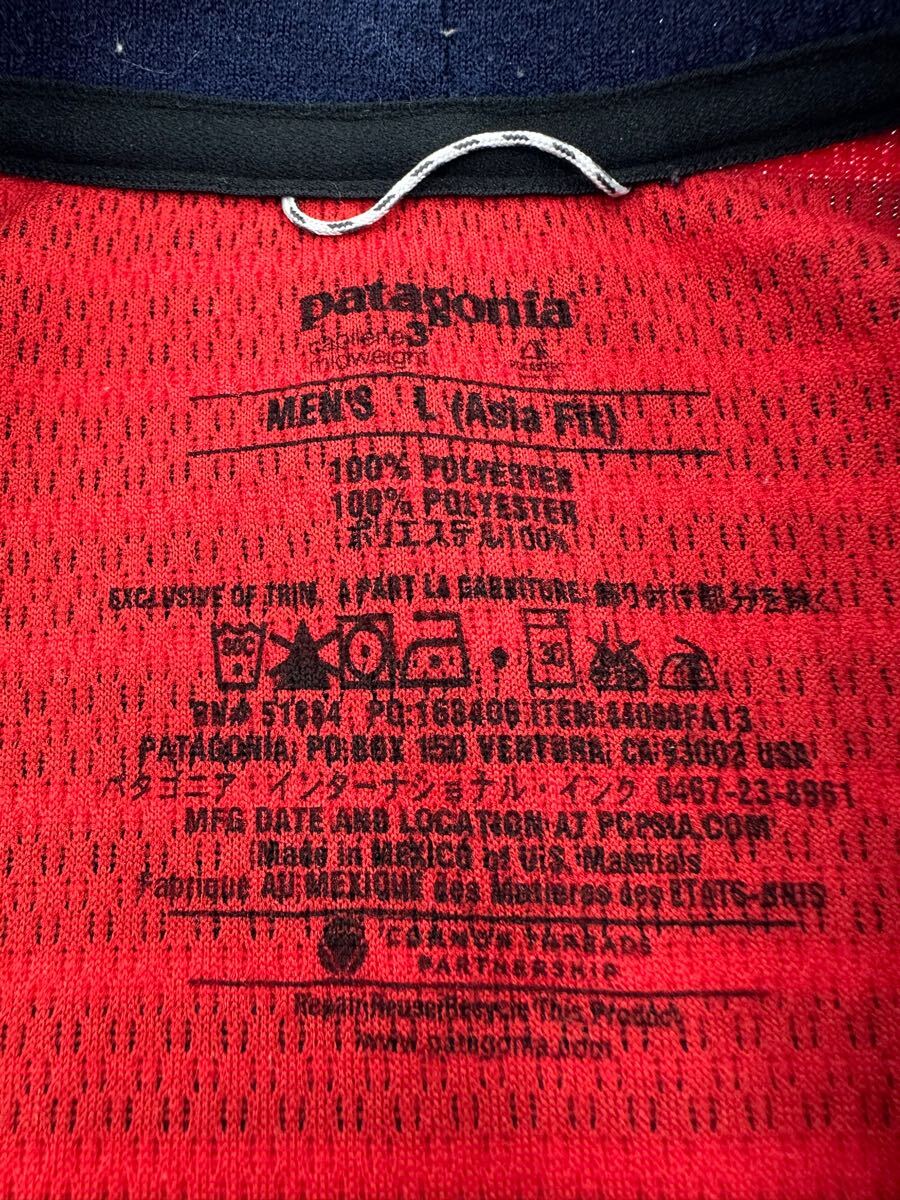 patagonia
capilene 3
midweight
MEN'S L (Asia Fit)
100% POLYESTER
100% POLYESTER
ポリエステル100%
EXCLUSIVE OF TRIM. A PART LA GARNITURE. 飾り付け部分を除く
30
RN# 51884 PO:168406 ITEM:44098FA13
PATAGONIA, PO BOX 150 VENTURA, CA 93002 USA
パタゴニア インターナショナル・インク 0467-23-8961
MFG DATE AND LOCATION AT PCPSIA.COM
Made in MEXICO of U.S. Materials
Fabriqué AU MEXIQUE des Matières des ÉTATS-UNIS
COMMON THREADS
PARTNERSHIP
Repair/Reuse/Recycle This Product
www.patagonia.com